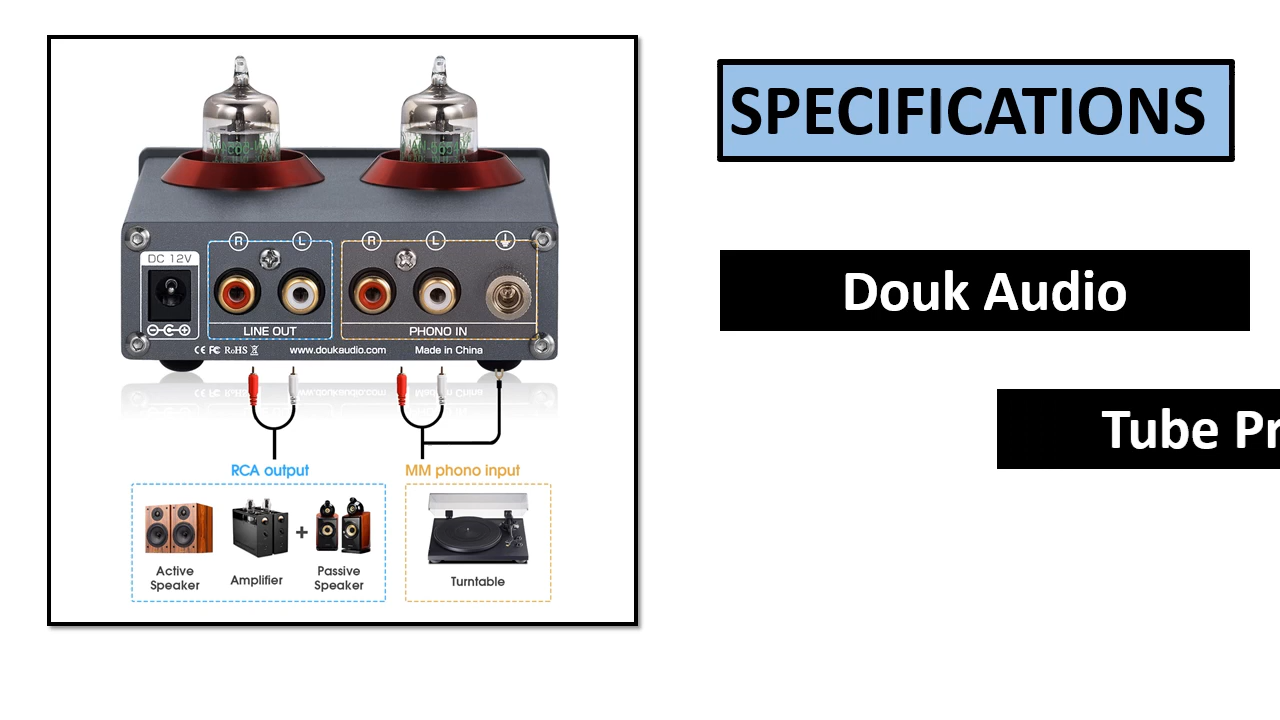 SPECIFICATIONS
Douk Audio
Tube Pr
R L R L
DC 12V
LINE OUT PHONO IN
CE FC RoHS www.doukaudio.com Made in China
RCA output MM phono input
+
Active Speaker
Amplifier
Passive Speaker
Turntable